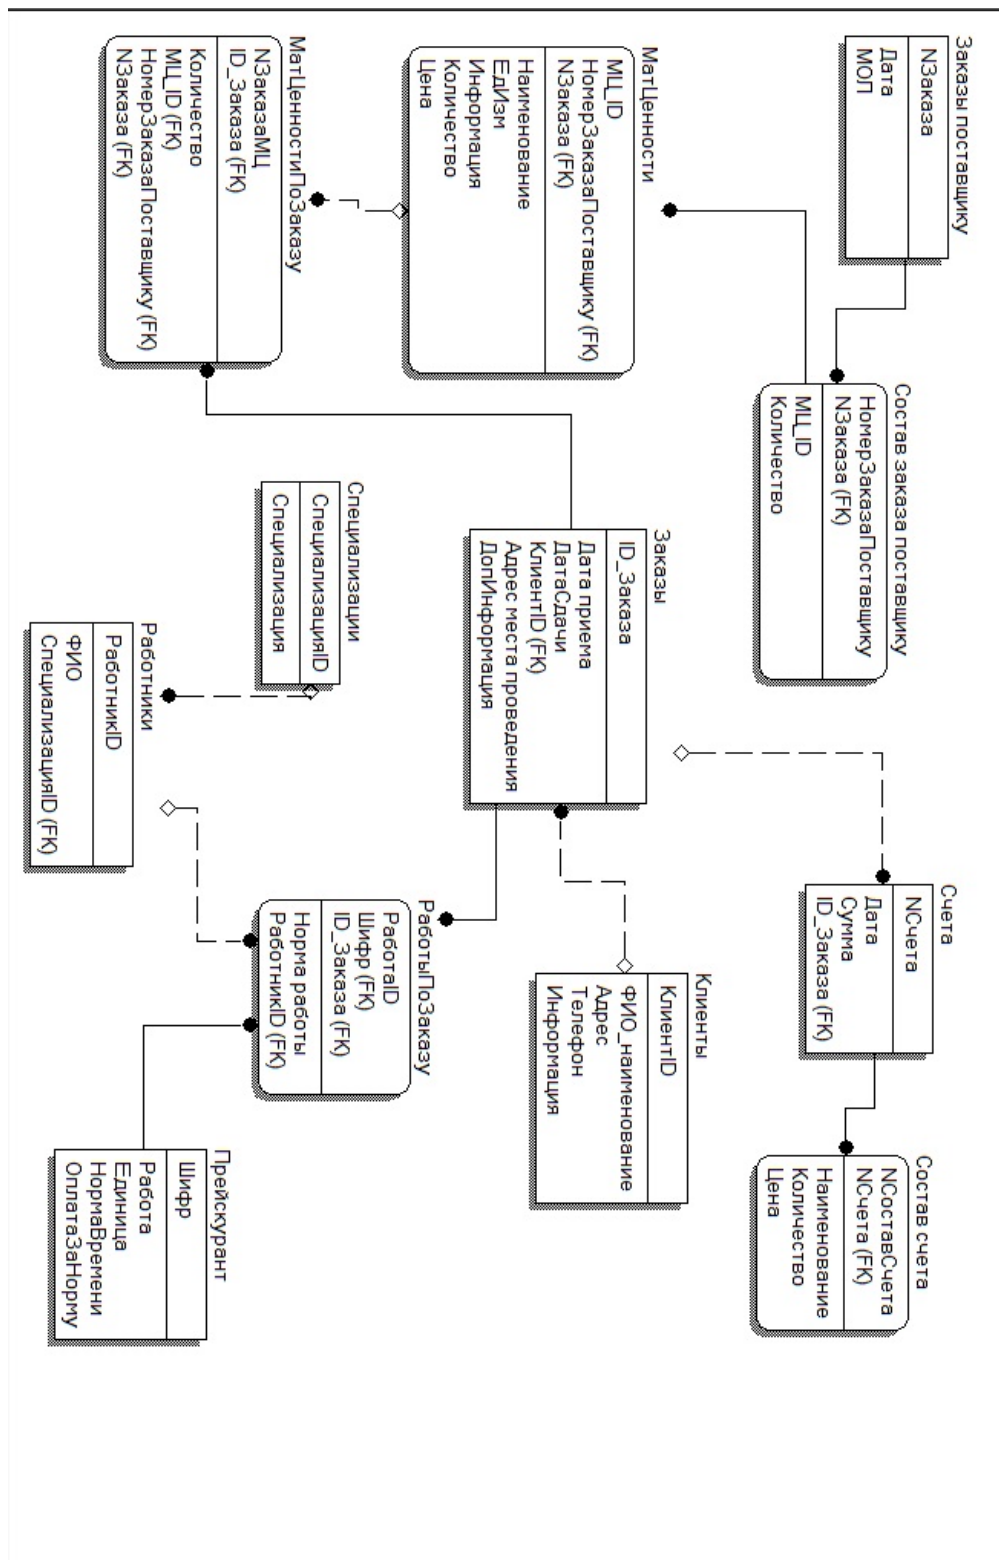 Заказы поставщику
NЗаказа
Дата
МОЛ
Состав заказа поставщику
НомерЗаказаПоставщику
NЗаказа (FK)
МЦ_ID
Количество
Счета
NСчета
Дата
Сумма
ID_Заказа (FK)
Состав счета
NСоставСчета
NСчета (FK)
Наименование
Количество
Цена
МатЦенности
МЦ_ID
НомерЗаказаПоставщику (FK)
NЗаказа (FK)
Наименование
ЕдИзм
Информация
Количество
Цена
Заказы
ID_Заказа
Дата приема
ДатаСдачи
КлиентID (FK)
Адрес места проведения
ДопИнформация
Клиенты
КлиентID
ФИО_наименование
Адрес
Телефон
Информация
МатЦенностиПоЗаказу
NЗаказаМЦ
ID_Заказа (FK)
Количество
МЦ_ID (FK)
НомерЗаказаПоставщику (FK)
NЗаказа (FK)
Специализации
СпециализацияID
Специализация
РаботыПоЗаказу
РаботаID
Шифр (FK)
ID_Заказа (FK)
Норма работы
РаботникID (FK)
Работники
РаботникID
ФИО
СпециализацияID (FK)
Прейскурант
Шифр
Работа
Единица
НормаВремени
ОплатаЗаНорму